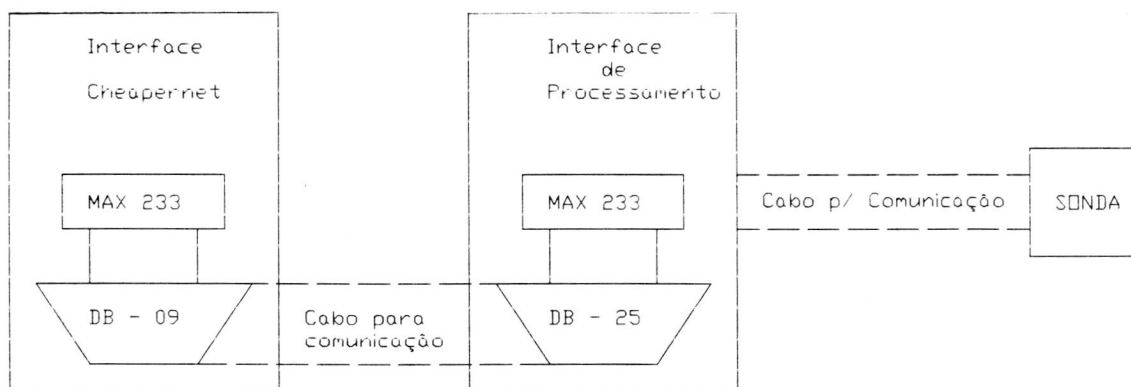 Interface
Cheapernet
MAX 233
DB - 09
Cabo para
comunicação
Interface
de
Processamento
MAX 233
DB - 25
Cabo p/ Comunicação
SONDA